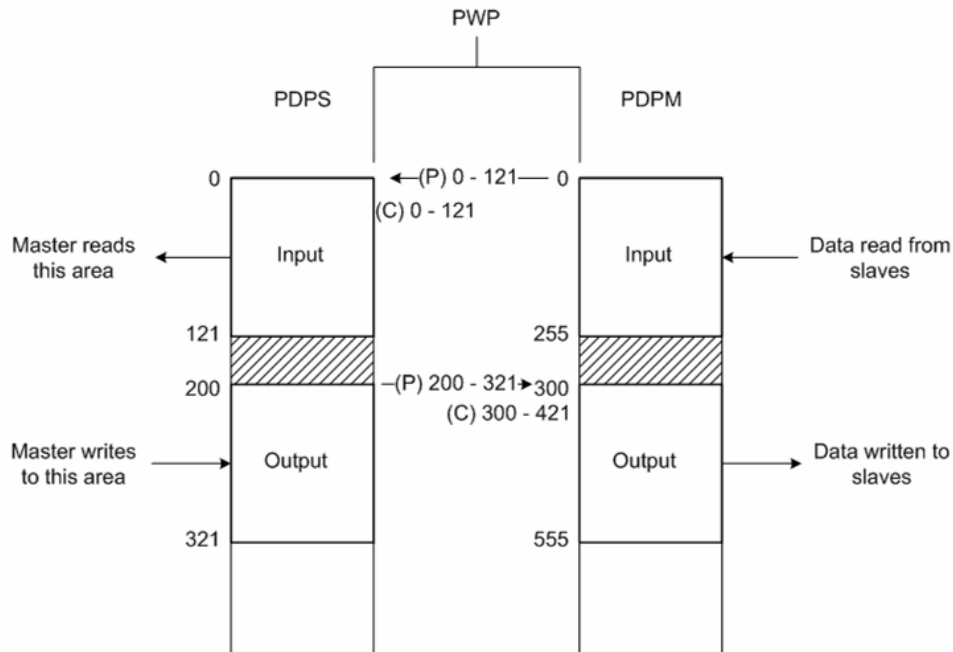 PWP
PDPS
PDPM
0
(P) 0 - 121
0
(C) 0 - 121
Master reads
this area
Input
Input
Data read from
slaves
121
255
200
(P) 200 - 321
300
(C) 300 - 421
Master writes
to this area
Output
Output
Data written to
slaves
321
555